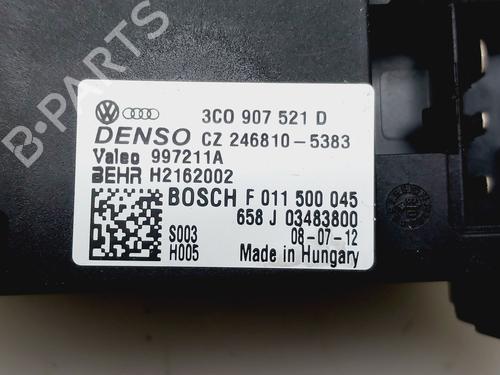 B-PARTS
3C0 907 521 D
DENSO CZ 246810-5383
Valeo 997211A
BEHR H2162002
BOSCH F 011 500 045
658 J 03483800
S003 08-07-12
H005 Made in Hungary